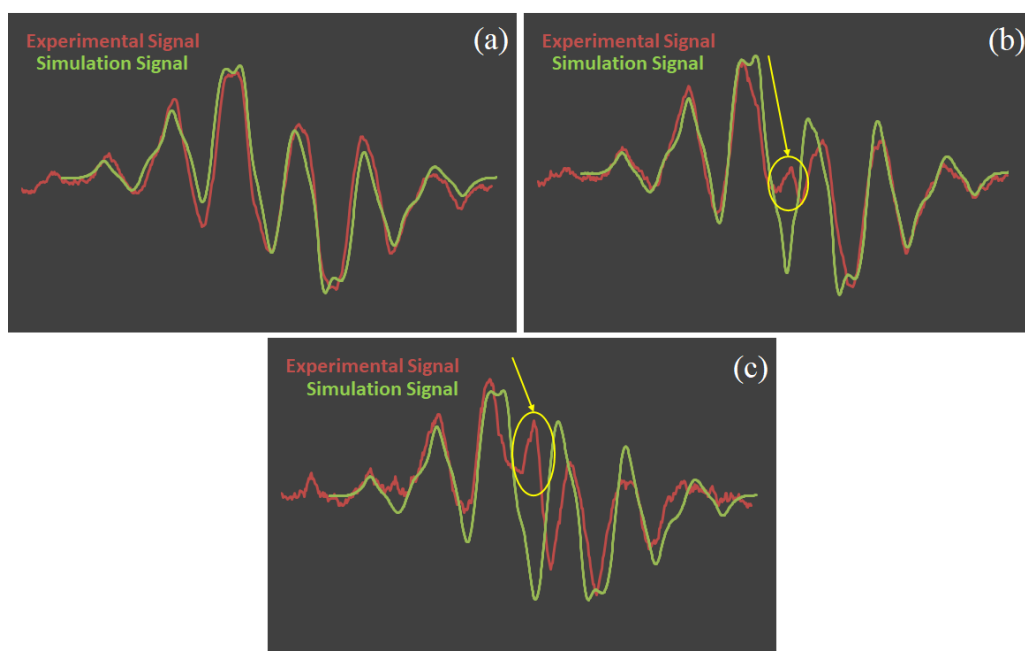 Experimental Signal
Simulation Signal
(a)
Experimental Signal
Simulation Signal
(b)
Experimental Signal
Simulation Signal
(c)